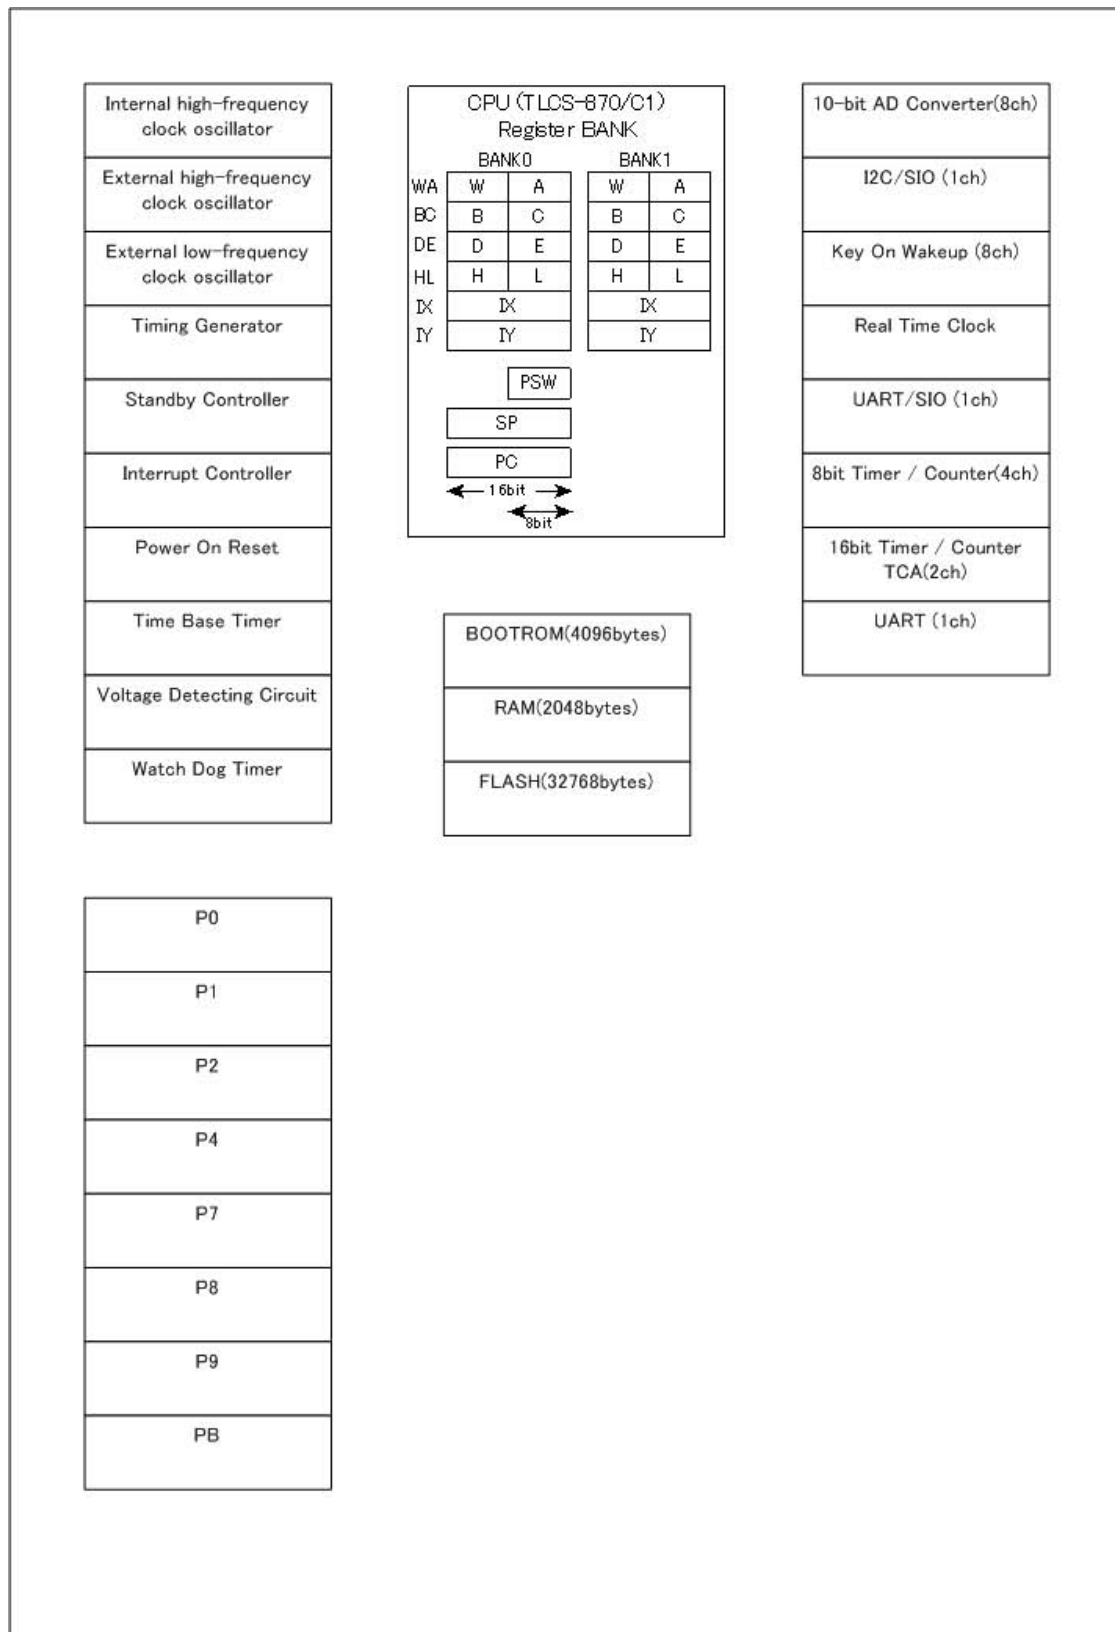 Internal high-frequency
clock oscillator
External high-frequency
clock oscillator
External low-frequency
clock oscillator
Timing Generator
Standby Controller
Interrupt Controller
Power On Reset
Time Base Timer
Voltage Detecting Circuit
Watch Dog Timer
CPU (TLCS-870/C1)
Register BANK
BANK0 BANK1
WA W A W A
BC B C B C
DE D E D E
HL H L H L
IX IX IX
IY IY IY
PSW
SP
PC
16bit
8bit
BOOTROM(4096bytes)
RAM(2048bytes)
FLASH(32768bytes)
10-bit AD Converter(8ch)
I2C/SIO (1ch)
Key On Wakeup (8ch)
Real Time Clock
UART/SIO (1ch)
8bit Timer / Counter(4ch)
16bit Timer / Counter
TCA(2ch)
UART (1ch)
P0
P1
P2
P4
P7
P8
P9
PB